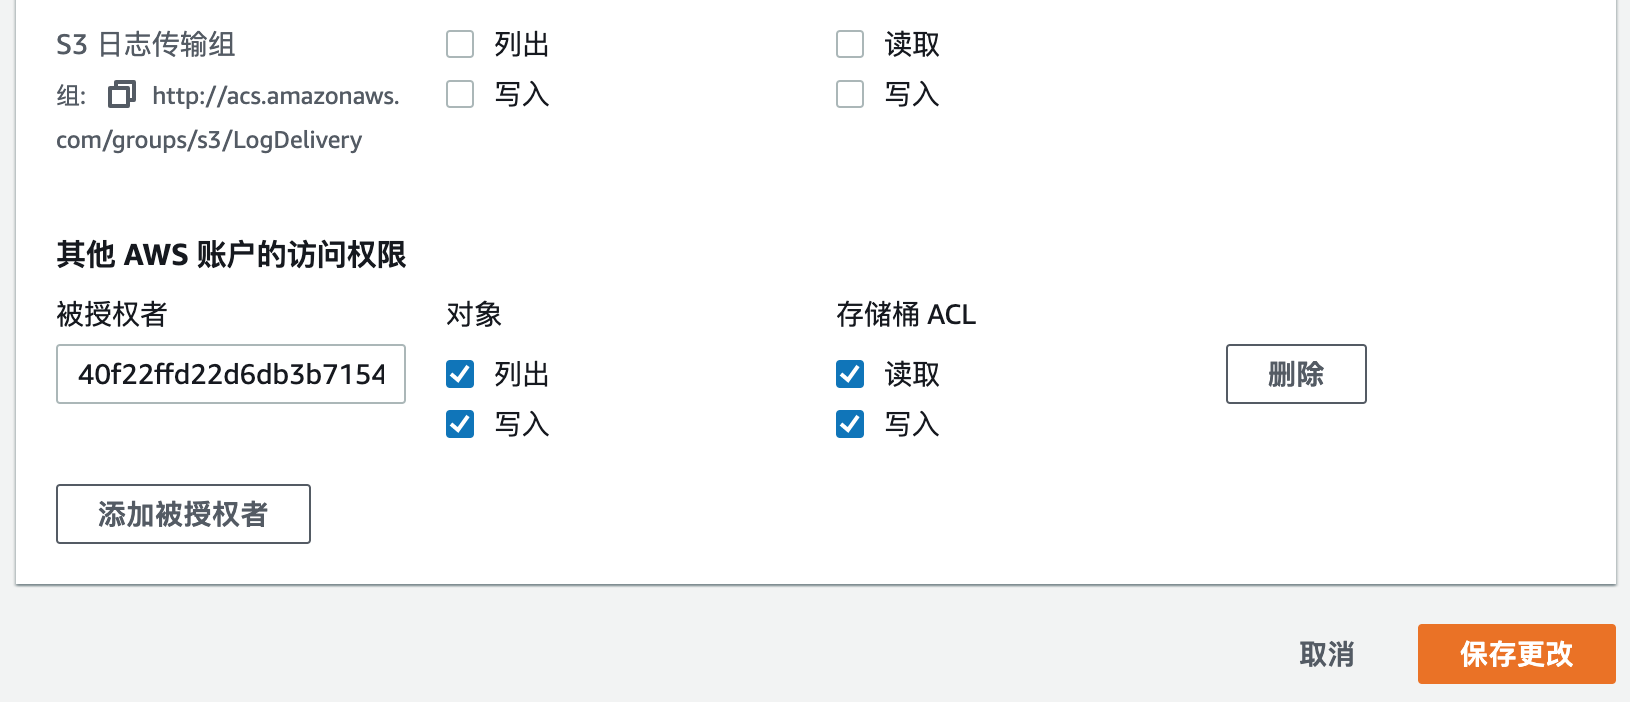 S3 日志传输组
列出
读取
组: http://acs.amazonaws.
写入
写入
com/groups/s3/LogDelivery
其他 AWS 账户的访问权限
被授权者
对象
存储桶 ACL
40f22ffd22d6db3b7154
列出
读取
删除
写入
写入
添加被授权者
取消
保存更改